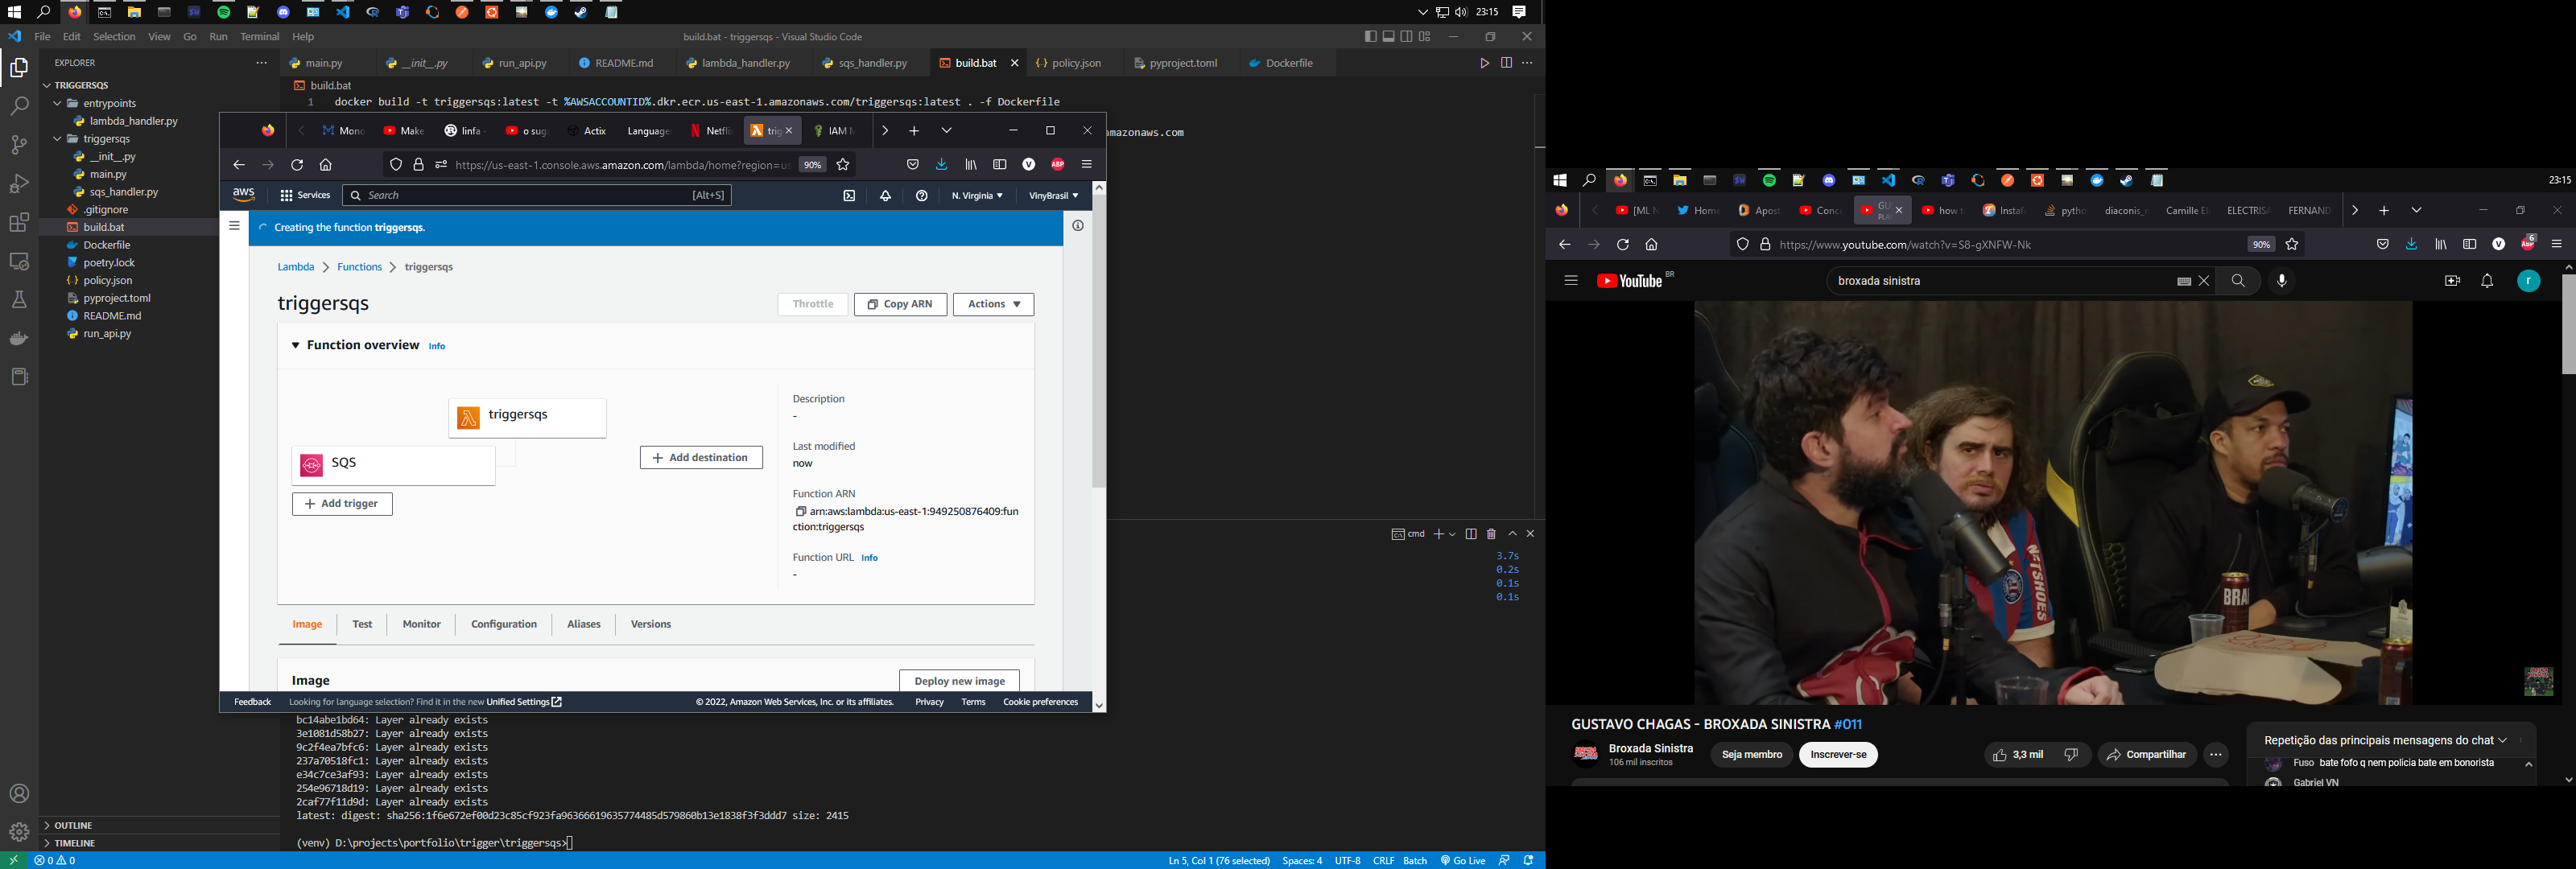 23:15
File Edit Selection View Go Run Terminal Help
build.bat - triggersqs - Visual Studio Code
EXPLORER
main.py
__init__.py
run_api.py
README.md
lambda_handler.py
sqs_handler.py
build.bat
policy.json
pyproject.toml
Dockerfile
TRIGGERSQS
entrypoints
lambda_handler.py
triggersqs
__init__.py
main.py
sqs_handler.py
.gitignore
build.bat
Dockerfile
poetry.lock
policy.json
pyproject.toml
README.md
run_api.py
OUTLINE
TIMELINE
build.bat
1 docker build -t triggersqs:latest -t %AWSACCOUNTID%.dkr.ecr.us-east-1.amazonaws.com/triggersqs:latest . -f Dockerfile
amazonaws.com
Mono Make linfa - o sug Actix Language Netfli trig IAM M
https://us-east-1.console.aws.amazon.com/lambda/home?region=us 90%
aws Services Search [Alt+S] N. Virginia VinyBrasil
Creating the function triggersqs.
Lambda Functions triggersqs
triggersqs
Throttle Copy ARN Actions
Function overview Info
triggersqs
SQS
Add trigger
Add destination
Description
-
Last modified
now
Function ARN
arn:aws:lambda:us-east-1:949250876409:fun
ction:triggersqs
Function URL Info
-
Image Test Monitor Configuration Aliases Versions
Image
Deploy new image
Feedback Looking for language selection? Find it in the new Unified Settings © 2022, Amazon Web Services, Inc. or its affiliates. Privacy Terms Cookie preferences
cmd
3.7s
0.2s
0.1s
0.1s
bc14abe1bd64: Layer already exists
3e1081d58b27: Layer already exists
9c2f4ea7bfc6: Layer already exists
237a70518fc1: Layer already exists
e34c7ce3af93: Layer already exists
254e96718d19: Layer already exists
2caf77f11d9d: Layer already exists
latest: digest: sha256:1f6e672ef00d23c85cf923fa96366619635774485d579860b13e1838f3f3ddd7 size: 2415
(venv) D:\projects\portfolio\trigger\triggersqs>
0 0
Ln 5, Col 1 (76 selected) Spaces: 4 UTF-8 CRLF Batch Go Live
23:15
[ML N Home Apost Conc GU how t Instaf pytho diaconis_ Camille El ELECTRIS FERNAND
https://www.youtube.com/watch?v=S8-gXNFW-Nk 90%
6
YouTube BR
broxada sinistra
r
N:TSHOES
BRA
GUSTAVO CHAGAS - BROXADA SINISTRA #011
Broxada Sinistra
106 mil inscritos
Seja membro Inscrever-se 3,3 mil Compartilhar
Repetição das principais mensagens do chat
Fuso bate fofo q nem policia bate em bonorista
Gabriel VN